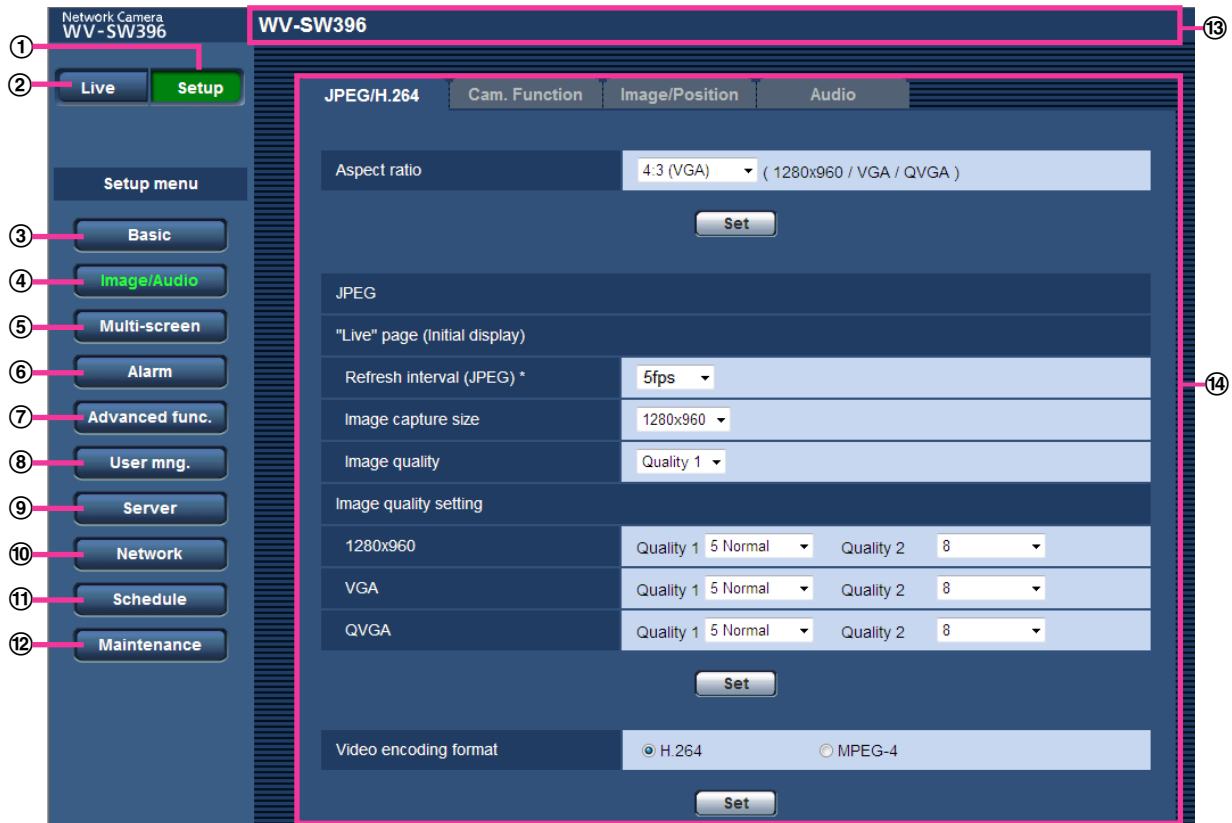 Network Camera
WV-SW396
WV-SW396
⑬
①
②
Live
Setup
JPEG/H.264
Cam. Function
Image/Position
Audio
Aspect ratio
4:3 (VGA)
( 1280x960 / VGA / QVGA )
Set
Setup menu
③
Basic
④
Image/Audio
⑤
Multi-screen
⑥
Alarm
⑦
Advanced func.
⑧
User mng.
⑨
Server
⑩
Network
⑪
Schedule
⑫
Maintenance
JPEG
"Live" page (Initial display)
Refresh interval (JPEG) *
5fps
⑭
Image capture size
1280x960
Image quality
Quality 1
Image quality setting
1280x960
Quality 1 5 Normal Quality 2 8
VGA
Quality 1 5 Normal Quality 2 8
QVGA
Quality 1 5 Normal Quality 2 8
Set
Video encoding format
H.264
MPEG-4
Set